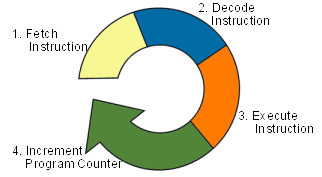 1. Fetch
Instruction
2. Decode
Instruction
3. Execute
Instruction
4. Increment
Program Counter